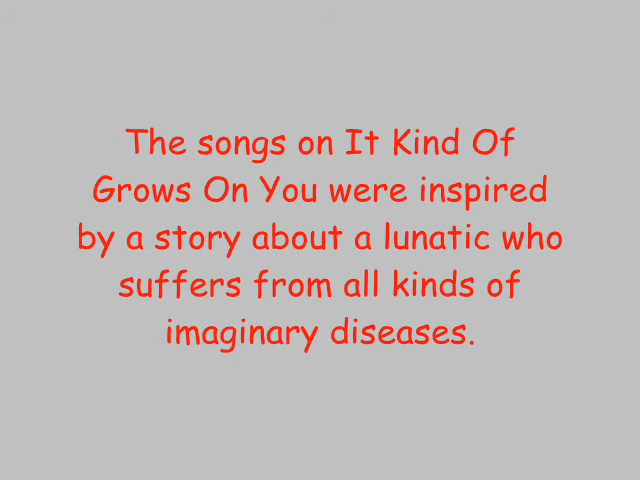 The songs on It Kind Of
Grows On You were inspired
by a story about a lunatic who
suffers from all kinds of
imaginary diseases.